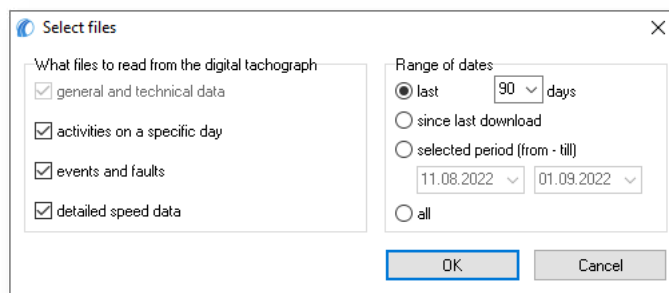 Select files
What files to read from the digital tachograph
general and technical data
activities on a specific day
events and faults
detailed speed data
Range of dates
last 90 days
since last download
selected period (from - till)
11.08.2022 01.09.2022
all
OK Cancel